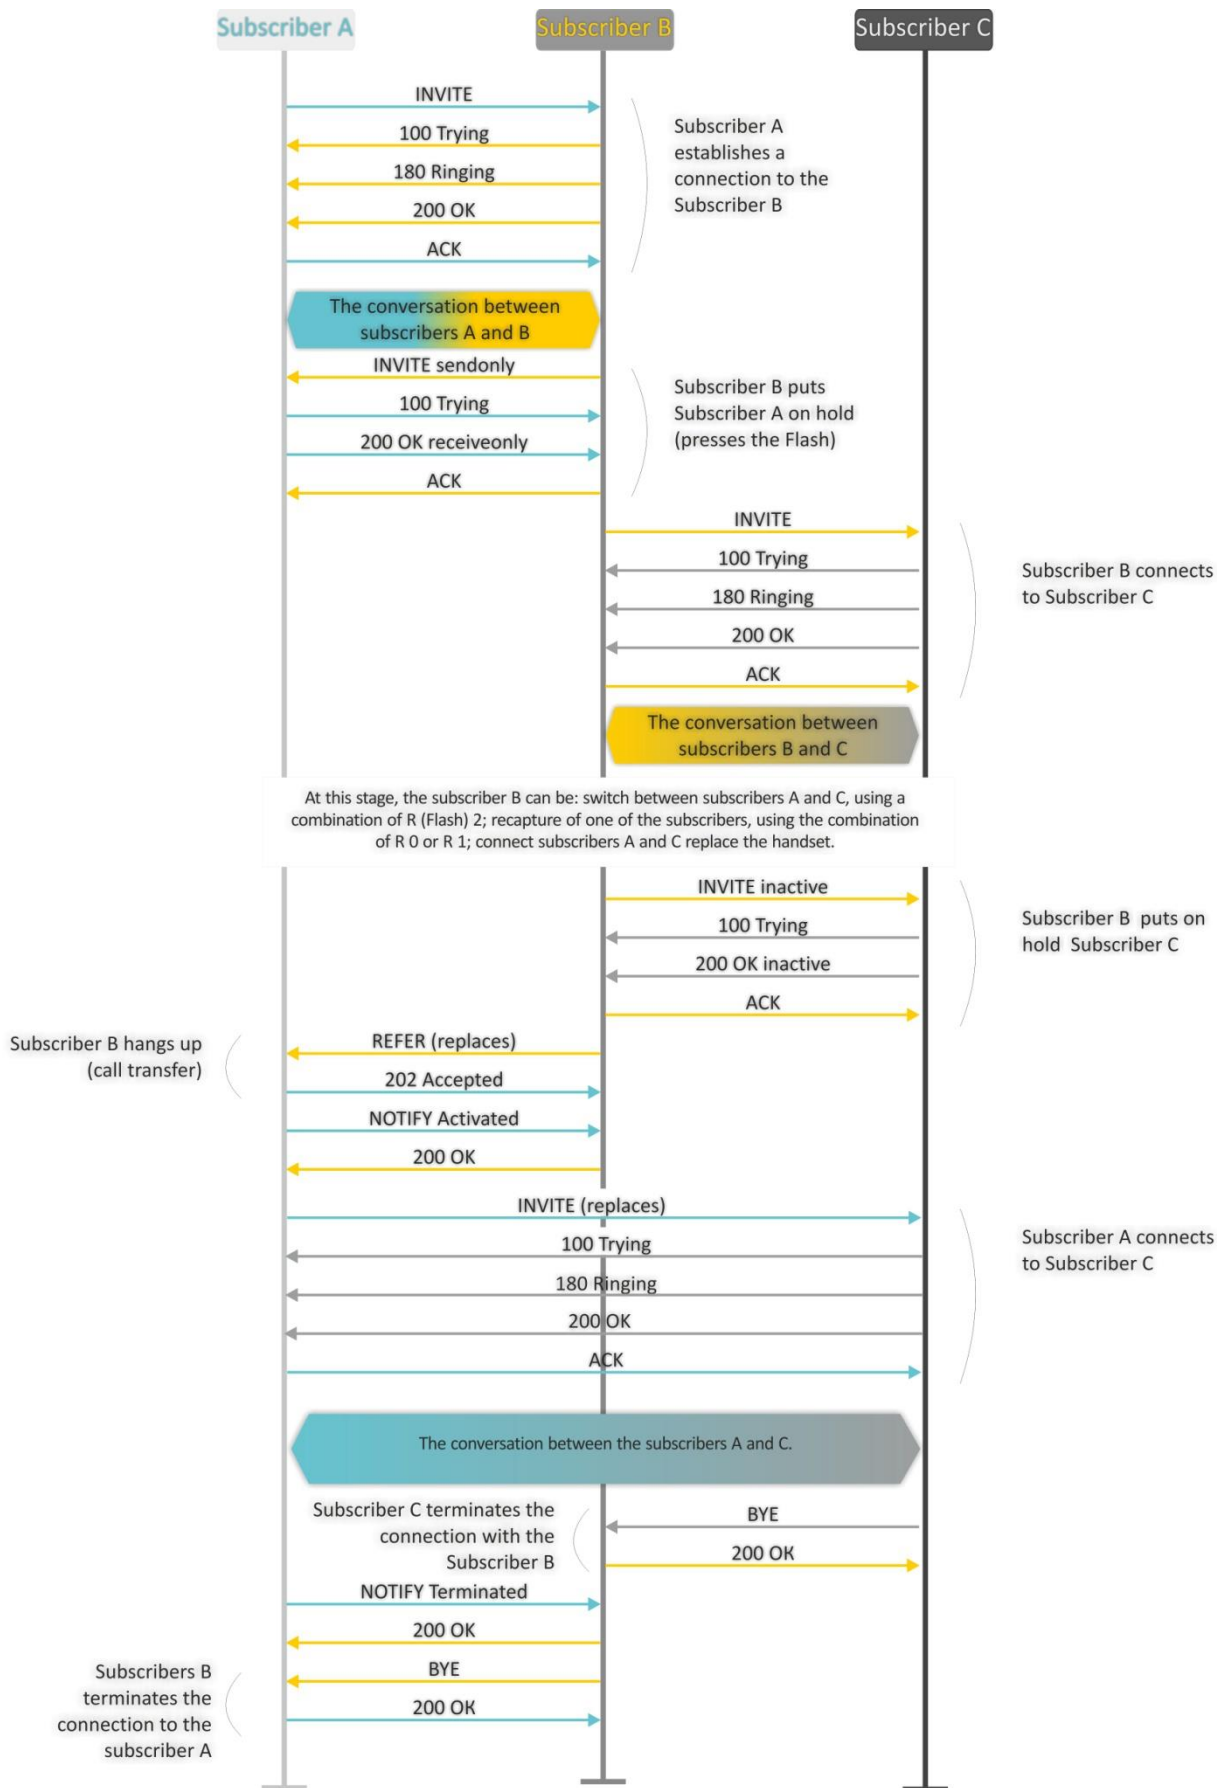 Subscriber A
Subscriber B
Subscriber C
INVITE
100 Trying
180 Ringing
200 OK
ACK
Subscriber A
establishes a
connection to the
Subscriber B
The conversation between
subscribers A and B
INVITE sendonly
100 Trying
200 OK receiveonly
ACK
Subscriber B puts
Subscriber A on hold
(presses the Flash)
INVITE
100 Trying
180 Ringing
200 OK
ACK
Subscriber B connects
to Subscriber C
The conversation between
subscribers B and C
At this stage, the subscriber B can be: switch between subscribers A and C, using a
combination of R (Flash) 2; recapture of one of the subscribers, using the combination
of R 0 or R 1; connect subscribers A and C replace the handset.
INVITE inactive
100 Trying
200 OK inactive
ACK
Subscriber B puts on
hold Subscriber C
Subscriber B hangs up
(call transfer)
REFER (replaces)
202 Accepted
NOTIFY Activated
200 OK
INVITE (replaces)
100 Trying
180 Ringing
200 OK
ACK
Subscriber A connects
to Subscriber C
The conversation between the subscribers A and C.
Subscriber C terminates the
connection with the
Subscriber B
BYE
200 OK
NOTIFY Terminated
200 OK
BYE
200 OK
Subscribers B
terminates the
connection to the
subscriber A